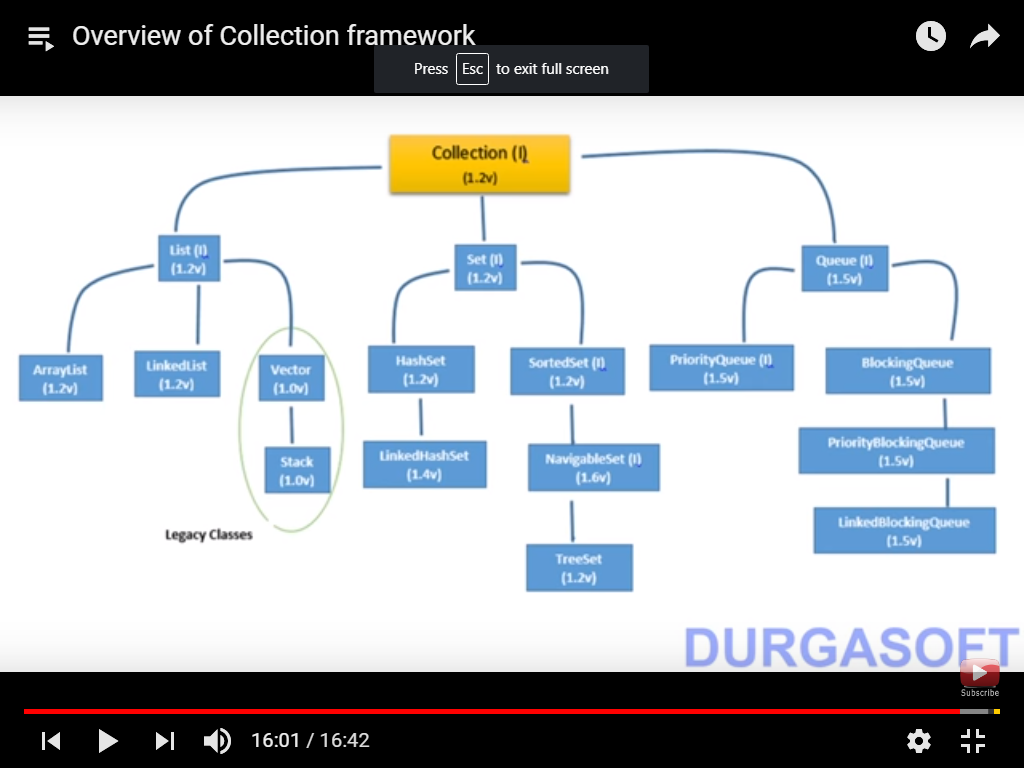 Overview of Collection framework
Press Esc to exit full screen
Collection (I)
(1.2v)
List (I)
(1.2v)
Set (I)
(1.2v)
Queue (I)
(1.5v)
ArrayList
(1.2v)
LinkedList
(1.2v)
Vector
(1.0v)
HashSet
(1.2v)
SortedSet (I)
(1.2v)
PriorityQueue (I)
(1.5v)
BlockingQueue
(1.5v)
Stack
(1.0v)
LinkedHashSet
(1.4v)
NavigableSet (I)
(1.6v)
PriorityBlockingQueue
(1.5v)
LinkedBlockingQueue
(1.5v)
Legacy Classes
TreeSet
(1.2v)
DURGASOFT
Subscribe
16:01 / 16:42